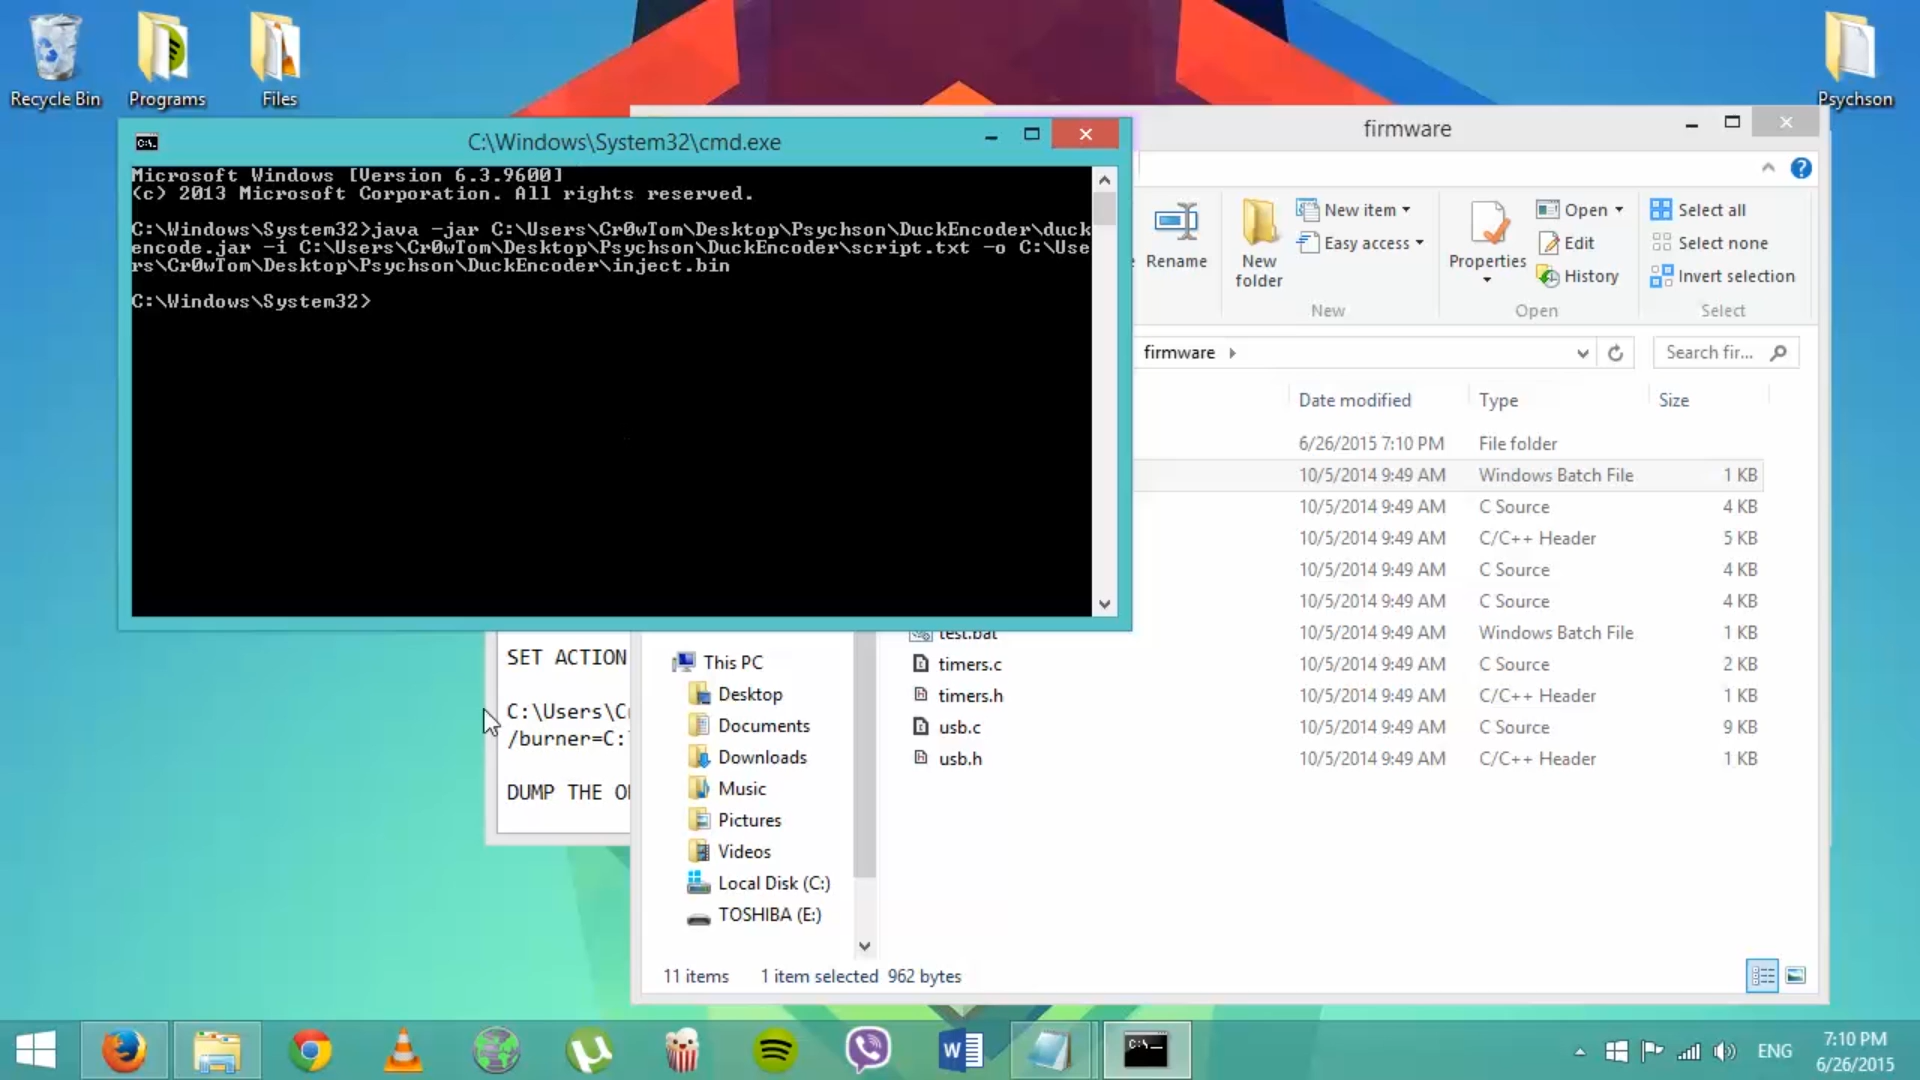 Recycle Bin
Programs
Files
Psychson
C:\Windows\System32\cmd.exe
Microsoft Windows [Version 6.3.9600]
(c) 2013 Microsoft Corporation. All rights reserved.
C:\Windows\System32>java -jar C:\Users\Cr0wTom\Desktop\Psychson\DuckEncoder\duck
encode.jar -i C:\Users\Cr0wTom\Desktop\Psychson\DuckEncoder\script.txt -o C:\Use
rs\Cr0wTom\Desktop\Psychson\DuckEncoder\inject.bin
C:\Windows\System32>
firmware
Rename
New folder
New item
Easy access
New
Properties
Open
Edit
History
Open
Select all
Select none
Invert selection
Select
firmware
Search fir...
Date modified Type Size
6/26/2015 7:10 PM File folder
10/5/2014 9:49 AM Windows Batch File 1 KB
10/5/2014 9:49 AM C Source 4 KB
10/5/2014 9:49 AM C/C++ Header 5 KB
10/5/2014 9:49 AM C Source 4 KB
10/5/2014 9:49 AM C Source 4 KB
test.bat 10/5/2014 9:49 AM Windows Batch File 1 KB
timers.c 10/5/2014 9:49 AM C Source 2 KB
timers.h 10/5/2014 9:49 AM C/C++ Header 1 KB
usb.c 10/5/2014 9:49 AM C Source 9 KB
usb.h 10/5/2014 9:49 AM C/C++ Header 1 KB
This PC
Desktop
Documents
Downloads
Music
Pictures
Videos
Local Disk (C:)
TOSHIBA (E:)
11 items 1 item selected 962 bytes
SET ACTION
C:\Users\C
/burner=C:
DUMP THE O
ENG
7:10 PM
6/26/2015